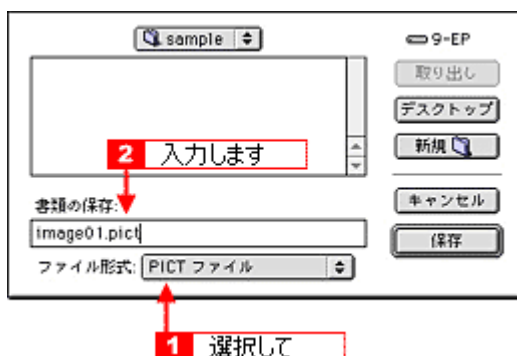 sample
9-EP
取り出し
デスクトップ
新規
2 入力します
キャンセル
書類の保存:
image01.pict
保存
ファイル形式: PICT ファイル
1 選択して